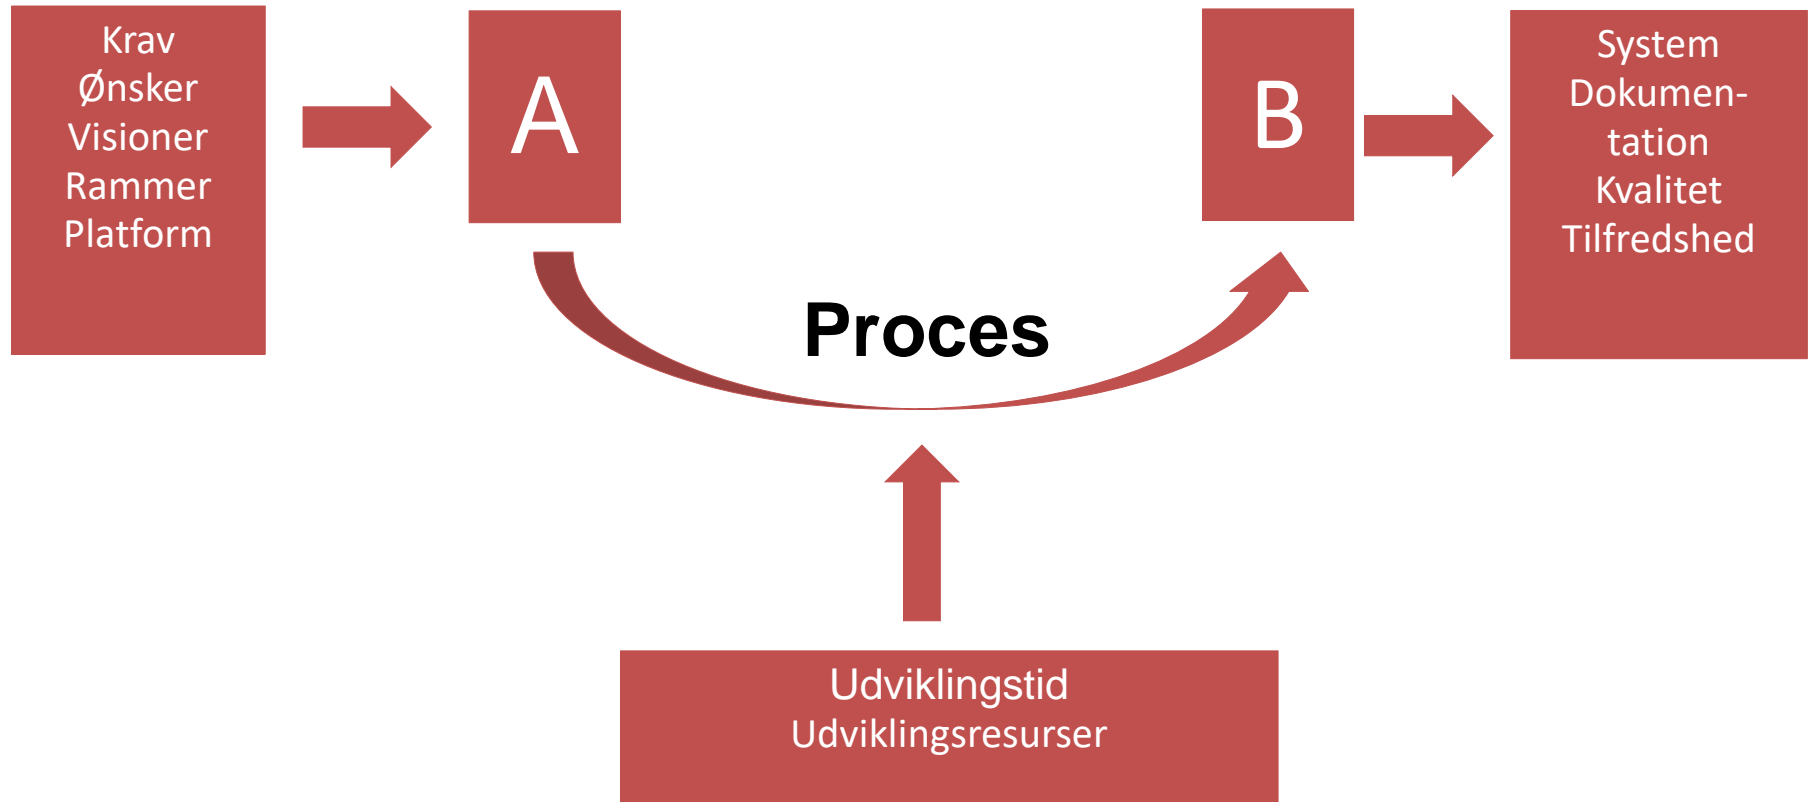 Krav
Ønsker
Visioner
Rammer
Platform
A
B
System
Dokumen-
tation
Kvalitet
Tilfredshed
Proces
Udviklingstid
Udviklingsresurser